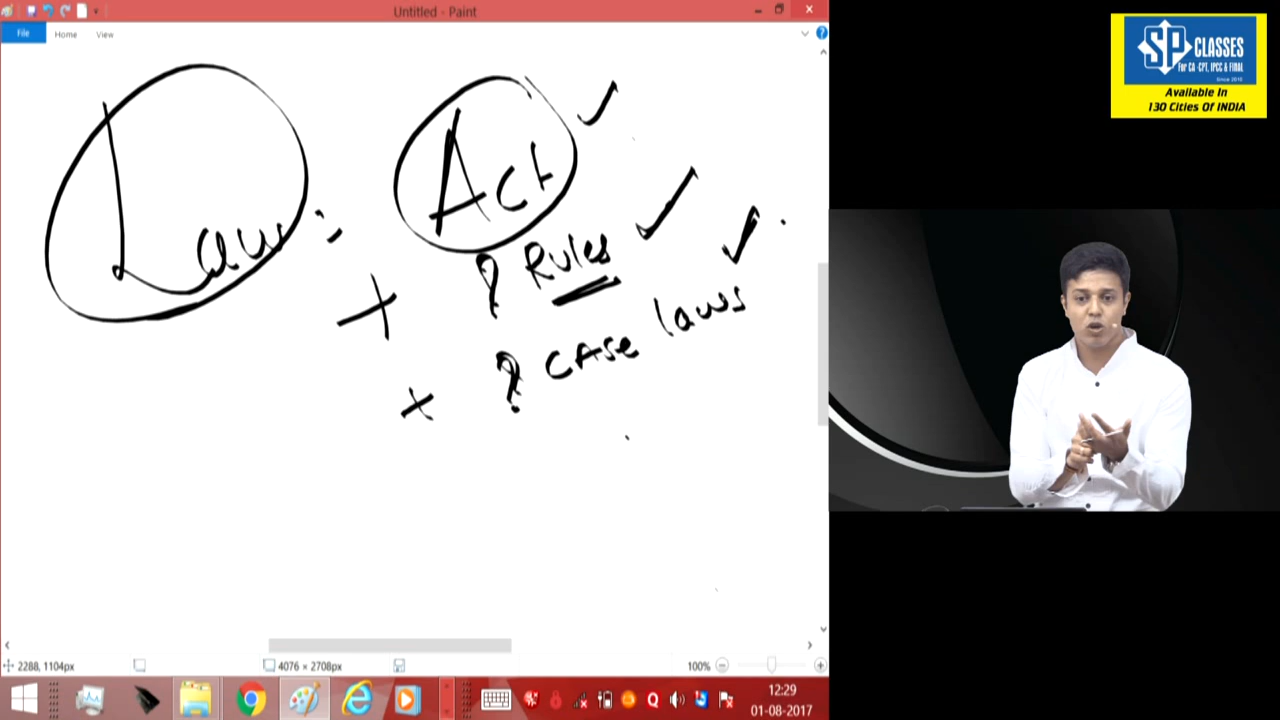 Untitled - Paint
File Home View
SP CLASSES
For CA -CPT, IPCC & FINAL
Since 2010
Available In
130 Cities Of INDIA
Law : Act
+ ? Rules
+ ? CASe laws
2288, 1104px
4076 × 2708px
100%
12:29
01-08-2017